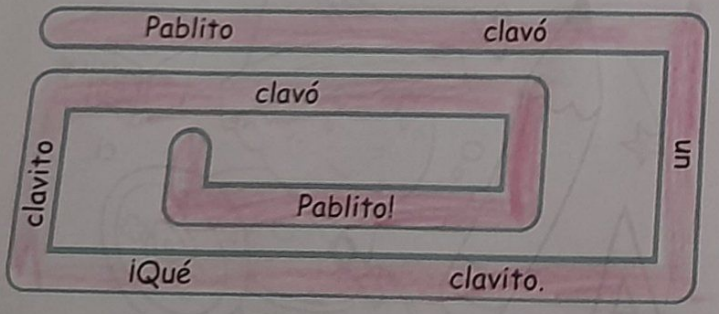 Pablito clavó
un
clavito.
¡Qué
clavito
clavó
Pablito!